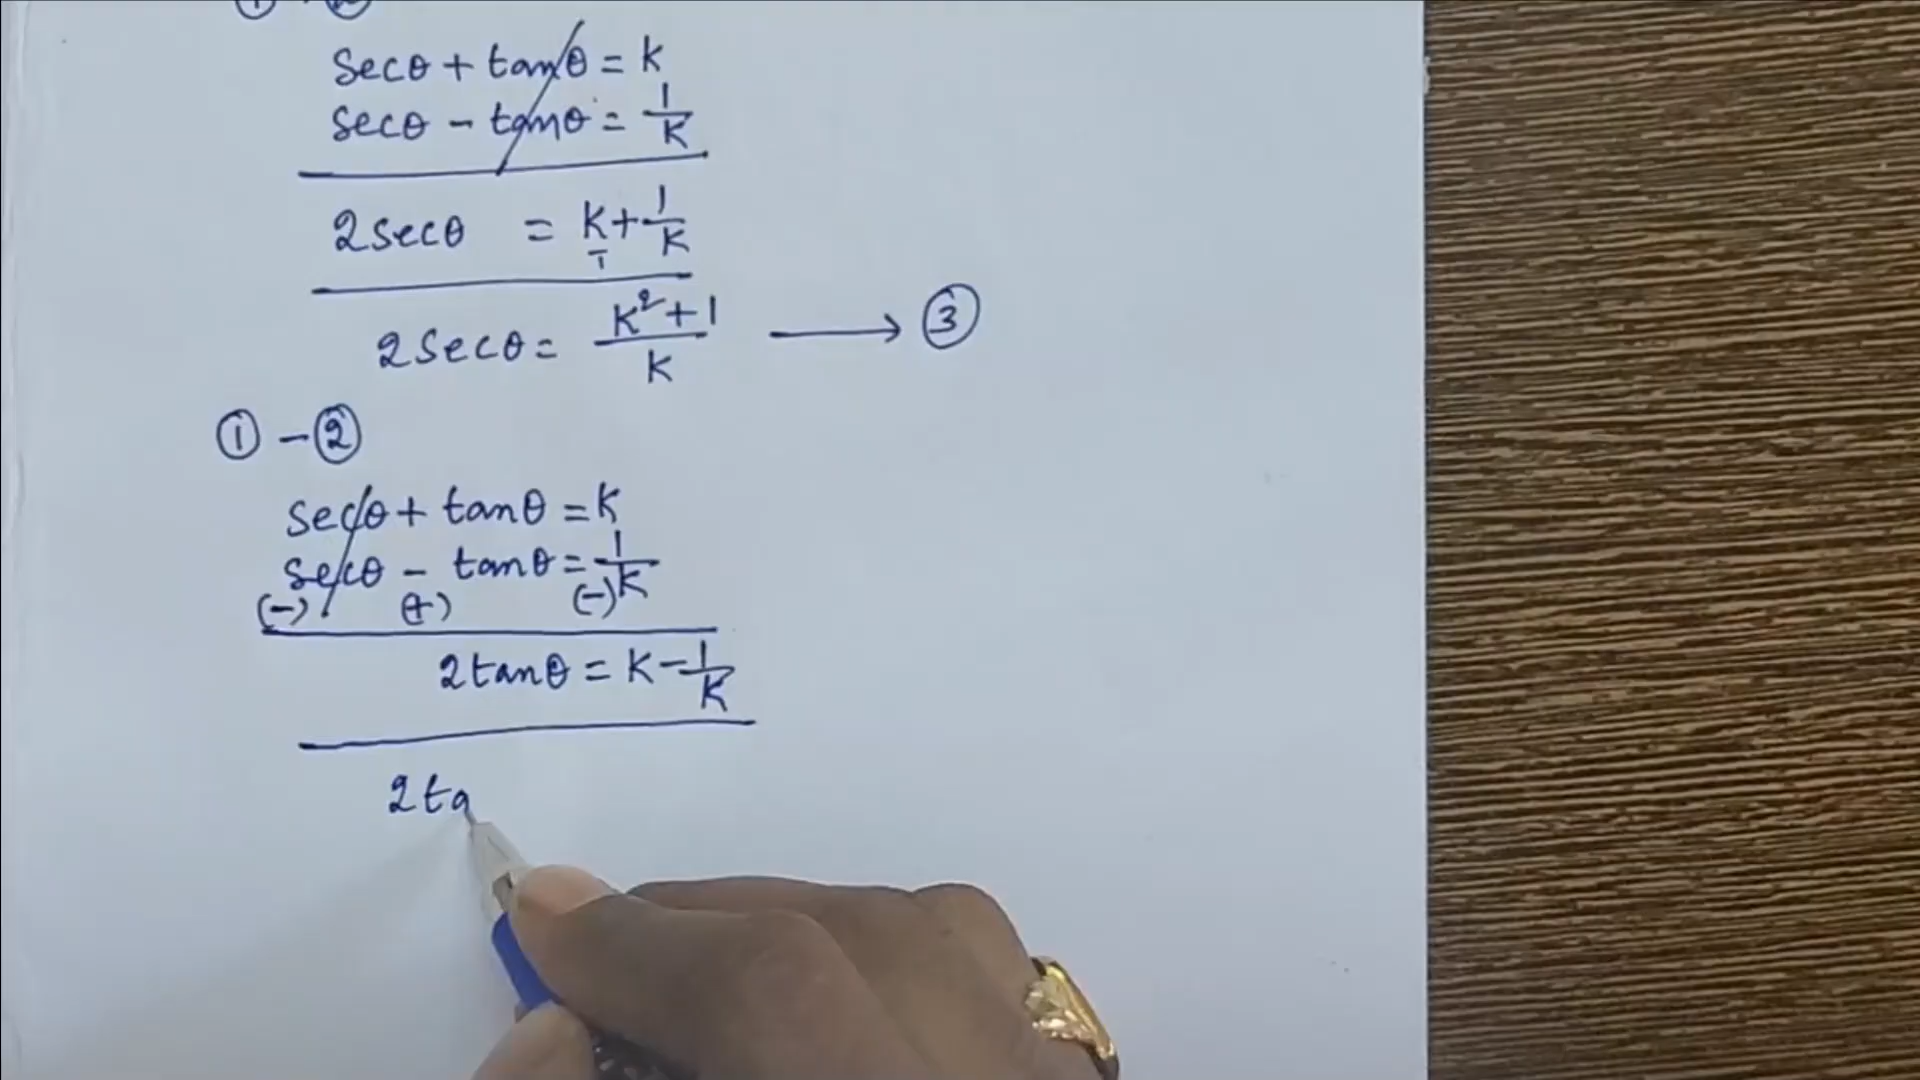 secθ + tanθ = k
secθ - tanθ = 1/k
2secθ = k + 1/k
2secθ = k²+1/k ⟶ ③
① - ②
secθ + tanθ = k
secθ - tanθ = 1/k
(-) (+) (-)
2tanθ = k - 1/k
2ta